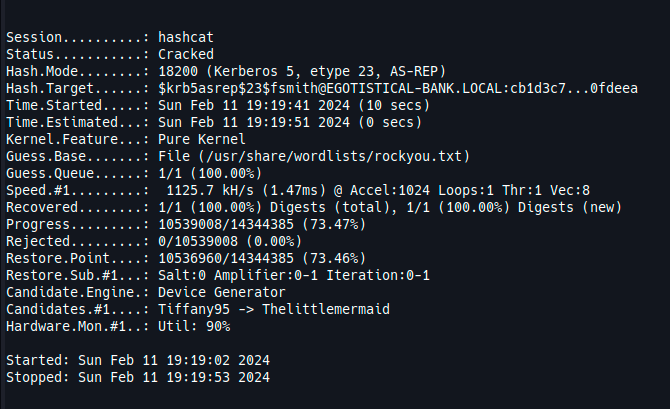 Session..........: hashcat
Status...........: Cracked
Hash.Mode........: 18200 (Kerberos 5, etype 23, AS-REP)
Hash.Target......: $krb5asrep$23$fsmith@EGOTISTICAL-BANK.LOCAL:cb1d3c7...0fdeea
Time.Started.....: Sun Feb 11 19:19:41 2024 (10 secs)
Time.Estimated...: Sun Feb 11 19:19:51 2024 (0 secs)
Kernel.Feature...: Pure Kernel
Guess.Base.......: File (/usr/share/wordlists/rockyou.txt)
Guess.Queue......: 1/1 (100.00%)
Speed.#1.........:  1125.7 kH/s (1.47ms) @ Accel:1024 Loops:1 Thr:1 Vec:8
Recovered........: 1/1 (100.00%) Digests (total), 1/1 (100.00%) Digests (new)
Progress.........: 10539008/14344385 (73.47%)
Rejected.........: 0/10539008 (0.00%)
Restore.Point....: 10536960/14344385 (73.46%)
Restore.Sub.#1...: Salt:0 Amplifier:0-1 Iteration:0-1
Candidate.Engine.: Device Generator
Candidates.#1....: Tiffany95 -> Thelittlemermaid
Hardware.Mon.#1..: Util: 90%
Started: Sun Feb 11 19:19:02 2024
Stopped: Sun Feb 11 19:19:53 2024